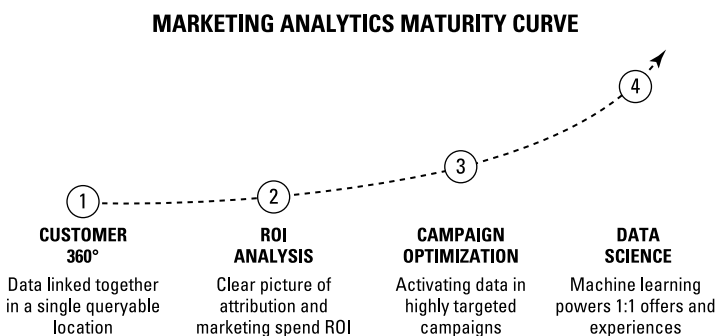 MARKETING ANALYTICS MATURITY CURVE
1
2
3
4
CUSTOMER
360°
Data linked together
in a single queryable
location
ROI
ANALYSIS
Clear picture of
attribution and
marketing spend ROI
CAMPAIGN
OPTIMIZATION
Activating data in
highly targeted
campaigns
DATA
SCIENCE
Machine learning
powers 1:1 offers and
experiences